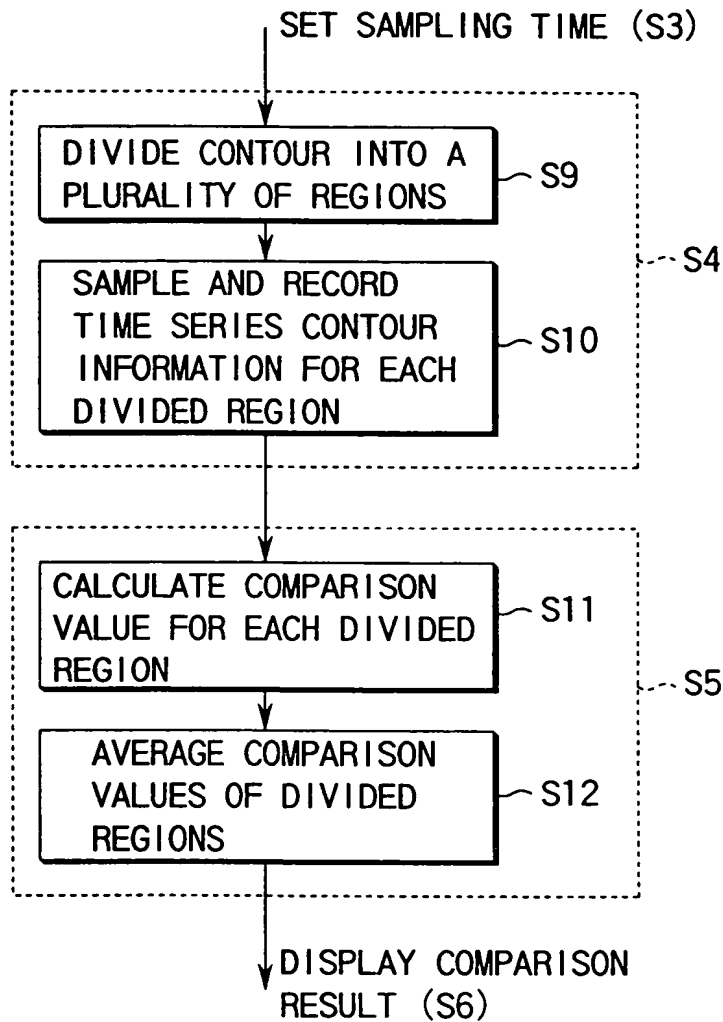 SET SAMPLING TIME (S3)
DIVIDE CONTOUR INTO A
PLURALITY OF REGIONS
S9
S4
SAMPLE AND RECORD
TIME SERIES CONTOUR
INFORMATION FOR EACH
DIVIDED REGION
S10
CALCULATE COMPARISON
VALUE FOR EACH DIVIDED
REGION
S11
S5
AVERAGE COMPARISON
VALUES OF DIVIDED
REGIONS
S12
DISPLAY COMPARISON
RESULT (S6)